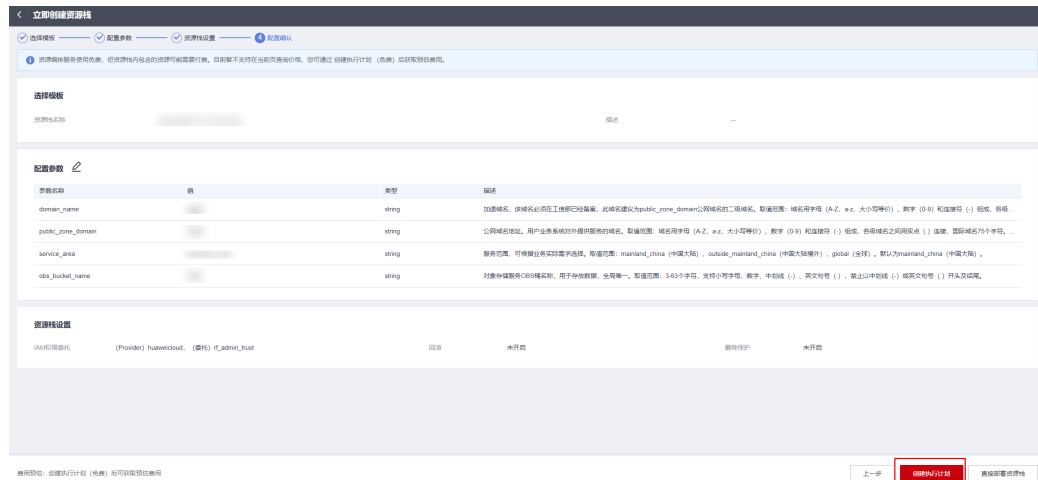 < 立即创建资源栈
选择模板 配置参数 资源栈设置 4 配置确认
资源编排服务使用免费，但资源栈内包含的资源可能需要付费。目前暂不支持在当前页查询价格，您可通过 创建执行计划 （免费）后获取预估费用。
选择模板
资源栈名称 描述 --
配置参数
参数名称 值 类型 描述
domain_name string 加速域名，该域名必须在工信部已经备案，此域名建议为public_zone_domain公网域名的二级域名。取值范围：域名用字母（A-Z，a-z，大小写等价）、数字（0-9）和连接符（-）组成，各级...
public_zone_domain string 公网域名地址。用户业务系统对外提供服务的域名。取值范围：域名用字母（A-Z，a-z，大小写等价）、数字（0-9）和连接符（-）组成，各级域名之间用实点（.）连接，国际域名75个字符。...
service_area string 服务范围，可根据业务实际需求选择。取值范围：mainland_china（中国大陆），outside_mainland_china（中国大陆境外），global（全球）。默认为mainland_china（中国大陆）。
obs_bucket_name string 对象存储服务OBS桶名称，用于存放数据，全局唯一。取值范围：3-63个字符，支持小写字母、数字、中划线（-）、英文句号（.），禁止以中划线（-）或英文句号（.）开头及结尾。
资源栈设置
IAM权限委托 (Provider) huaweicloud， (委托) rf_admin_trust 回滚 未开启 删除保护 未开启
费用预估：创建执行计划（免费）后可获取预估费用 上一步 创建执行计划 直接部署资源栈